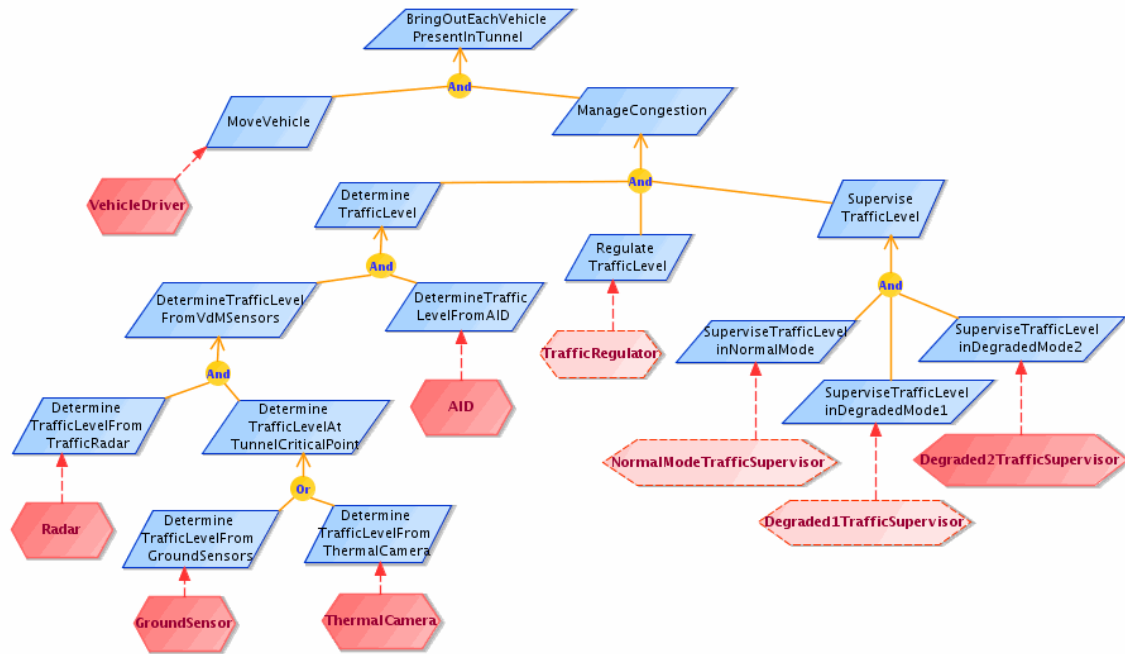 BringOutEachVehicle
PresentInTunnel
And
MoveVehicle
ManageCongestion
VehicleDriver
And
Determine
TrafficLevel
Supervise
TrafficLevel
Regulate
TrafficLevel
And
And
DetermineTrafficLevel
FromVdMSensors
DetermineTraffic
LevelFromAID
SuperviseTrafficLevel
inNormalMode
SuperviseTrafficLevel
inDegradedMode2
TrafficRegulator
And
SuperviseTrafficLevel
inDegradedMode1
Determine
TrafficLevelFrom
TrafficRadar
Determine
TrafficLevelAt
TunnelCriticalPoint
AID
NormalModeTrafficSupervisor
Degraded2TrafficSupervisor
Or
Degraded1TrafficSupervisor
Radar
Determine
TrafficLevelFrom
GroundSensors
Determine
TrafficLevelFrom
ThermalCamera
GroundSensor
ThermalCamera